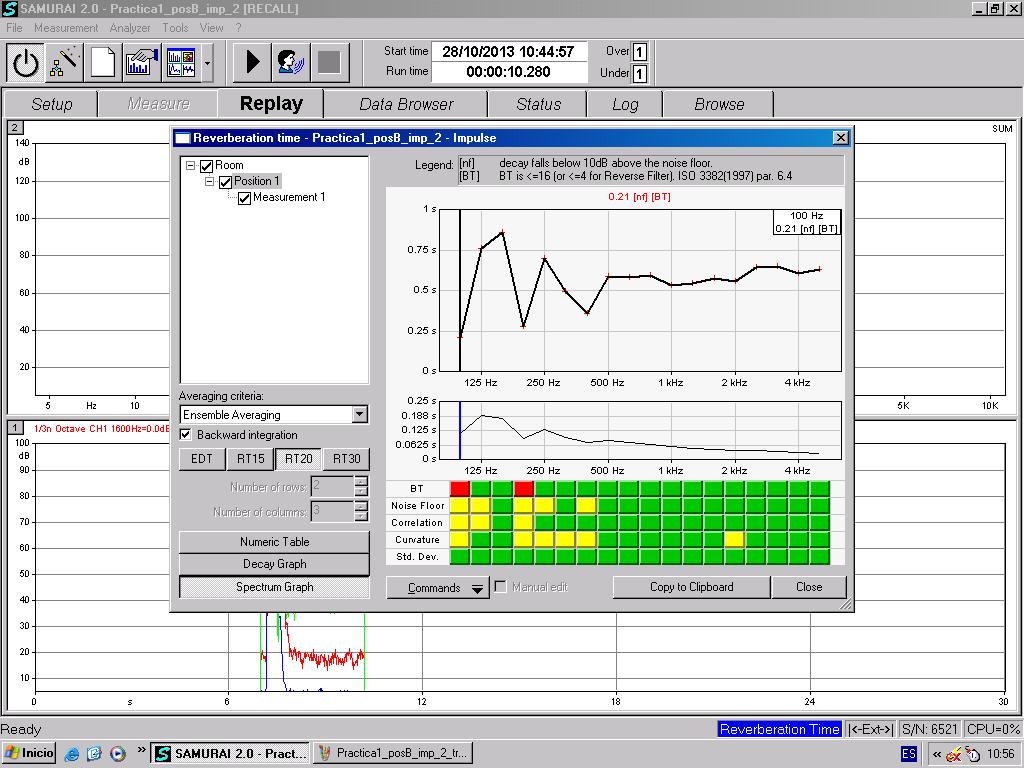 SAMURAI 2.0 - Practica1_posB_imp_2 [RECALL]
File Measurement Analyzer Tools View ?
Start time 28/10/2013 10:44:57 Over 1
Run time 00:00:10.280 Under 1
Setup Measure Replay Data Browser Status Log Browse
2 SUM
140
dB
120
100
80
60
40
20
5 Hz 10 5K 10K
1 1/3n Octave CH1 1600Hz=0.0dB
100
dB
90
80
70
60
50
40
30
20
10
0 s 6 12 18 24 30
Reverberation time - Practica1_posB_imp_2 - Impulse
Room
Position 1
Measurement 1
Legend: [nf] decay falls below 10dB above the noise floor.
[BT] BT is <=16 (or <=4 for Reverse Filter). ISO 3382(1997) par. 6.4
0.21 [nf] [BT]
1 s
0.75 s
0.5 s
0.25 s
0 s
100 Hz
0.21 [nf] [BT]
125 Hz 250 Hz 500 Hz 1 kHz 2 kHz 4 kHz
0.25 s
0.188 s
0.125 s
0.0625 s
0 s
125 Hz 250 Hz 500 Hz 1 kHz 2 kHz 4 kHz
BT
Noise Floor
Correlation
Curvature
Std. Dev.
Averaging criteria:
Ensemble Averaging
Backward integration
EDT RT15 RT20 RT30
Number of rows: 2
Number of columns: 3
Numeric Table
Decay Graph
Spectrum Graph
Commands Manual edit Copy to Clipboard Close
Ready Reverberation Time |<-Ext->| S/N: 6521 CPU=0%
Inicio » SAMURAI 2.0 - Pract... Practica1_posB_imp_2_tr... ES « 10:56